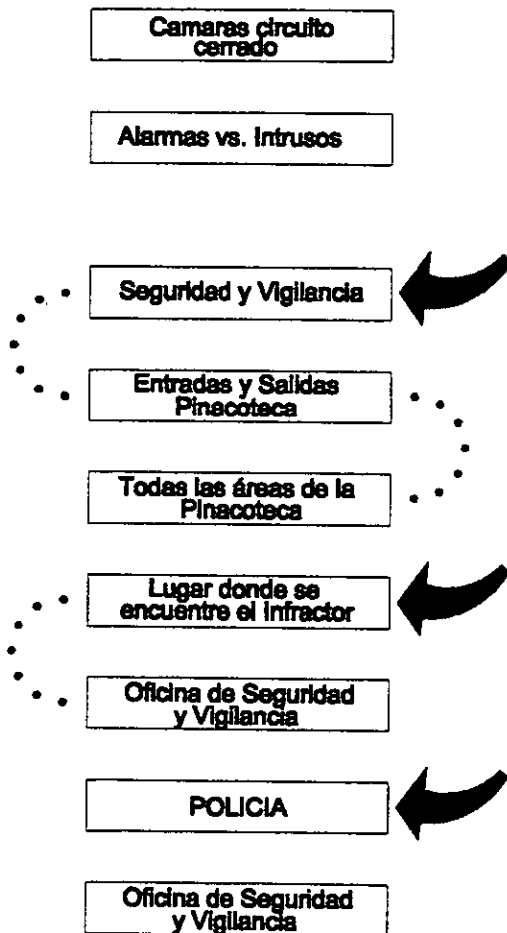 Camaras circuito
cerrado
Alarmas vs. Intrusos
Seguridad y Vigilancia
Entradas y Salidas
Pinacoteca
Todas las áreas de la
Pinacoteca
Lugar donde se
encuentre el Infractor
Oficina de Seguridad
y Vigilancia
POLICIA
Oficina de Seguridad
y Vigilancia